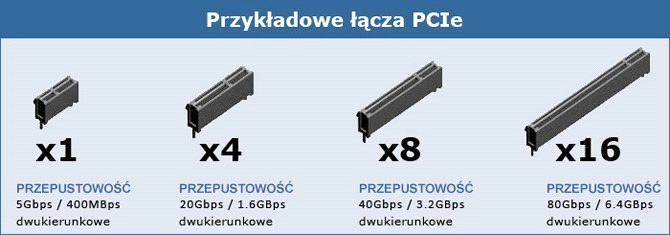 Przykładowe łącza PCIe
x1
x4
x8
x16
PRZEPUSTOWOŚĆ
5Gbps / 400MBps
dwukierunkowe
PRZEPUSTOWOŚĆ
20Gbps / 1.6GBps
dwukierunkowe
PRZEPUSTOWOŚĆ
40Gbps / 3.2GBps
dwukierunkowe
PRZEPUSTOWOŚĆ
80Gbps / 6.4GBps
dwukierunkowe